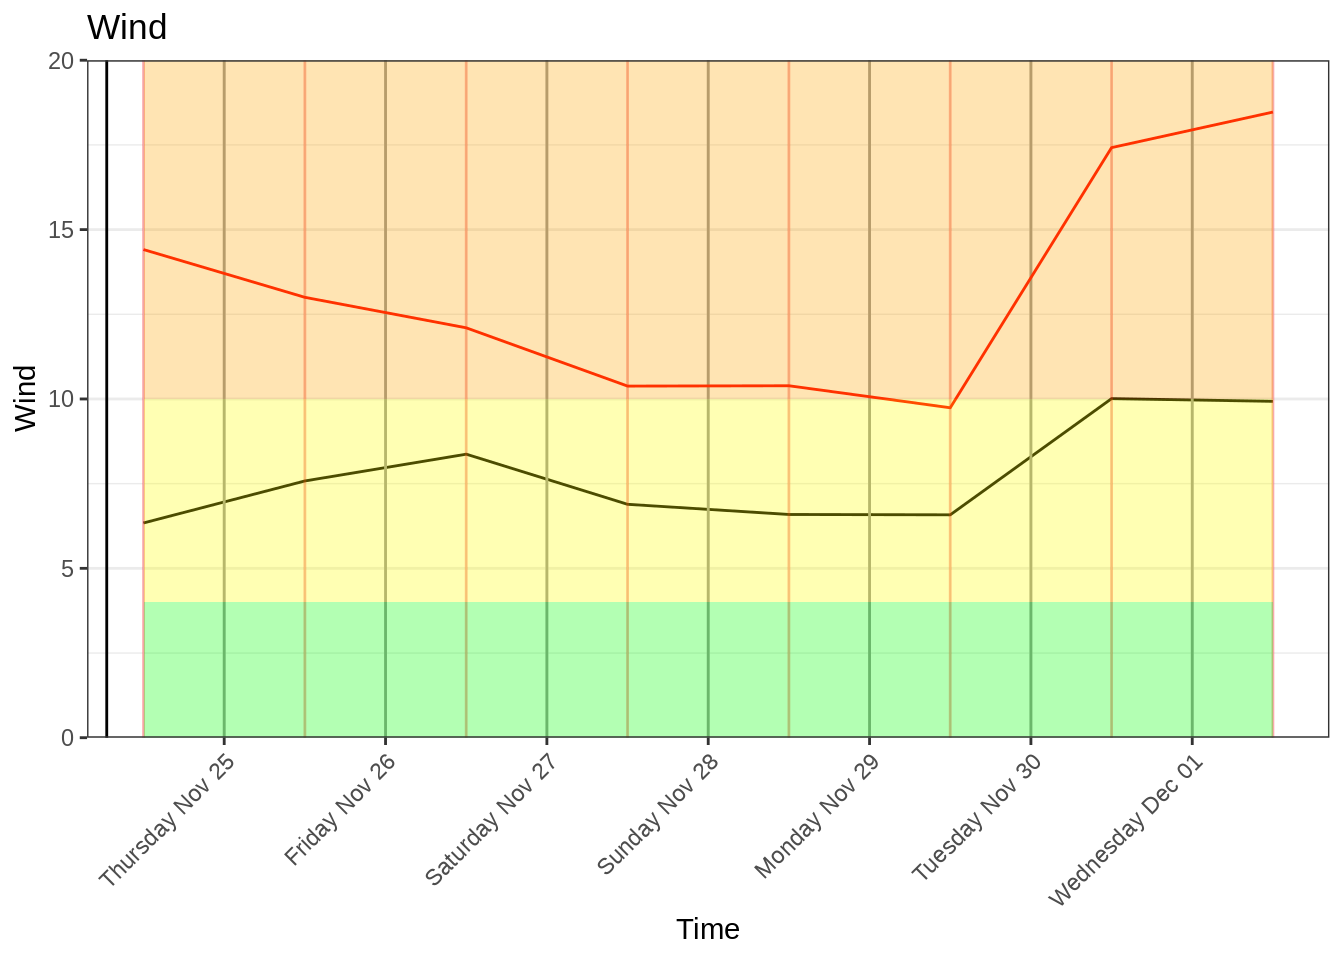 Wind
20
15
10
5
0
Wind
Thursday Nov 25
Friday Nov 26
Saturday Nov 27
Sunday Nov 28
Monday Nov 29
Tuesday Nov 30
Wednesday Dec 01
Time